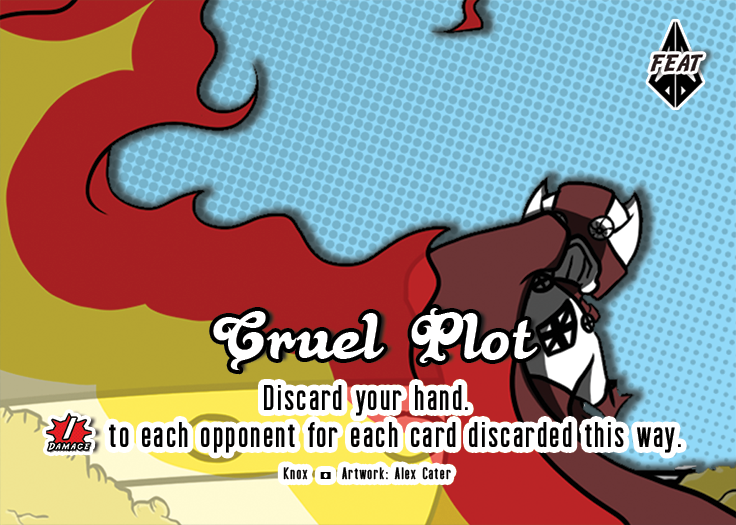 FEAT
Cruel Plot
Discard your hand.
1 DAMAGE to each opponent for each card discarded this way.
Knox Artwork: Alex Cater